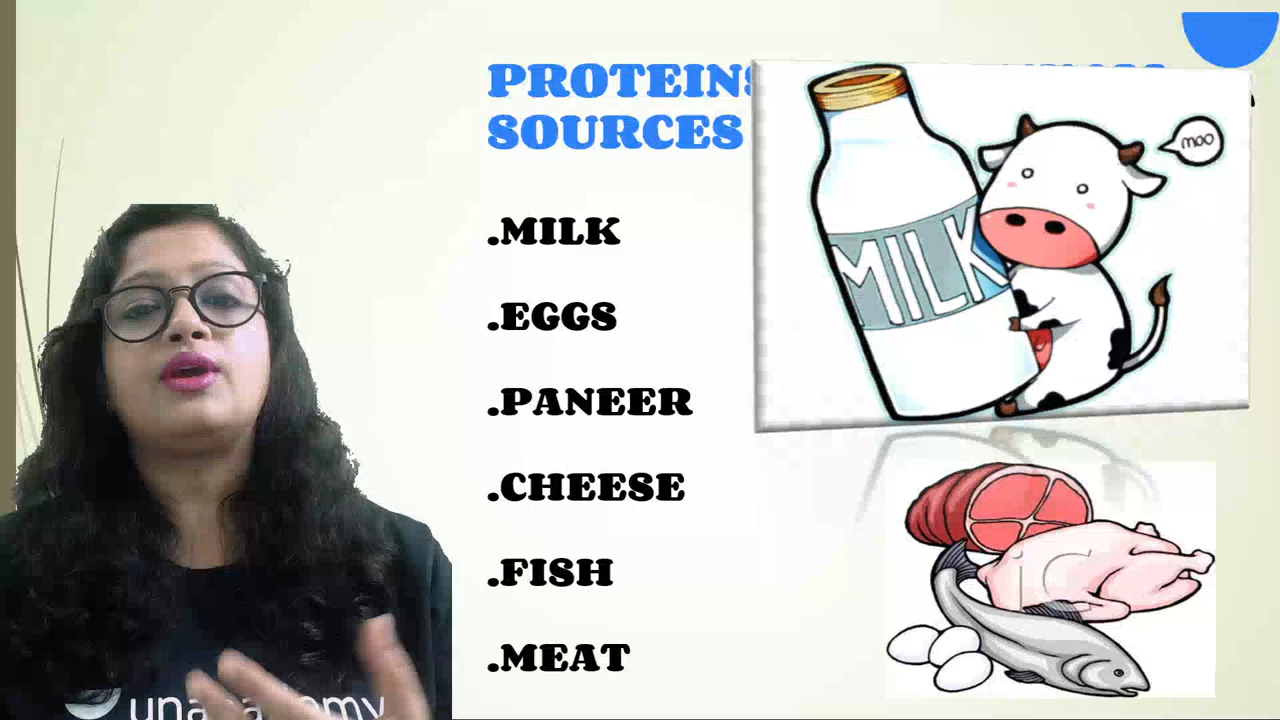 PROTEINS
SOURCES
moo
MILK
.MILK
.EGGS
.PANEER
.CHEESE
.FISH
.MEAT